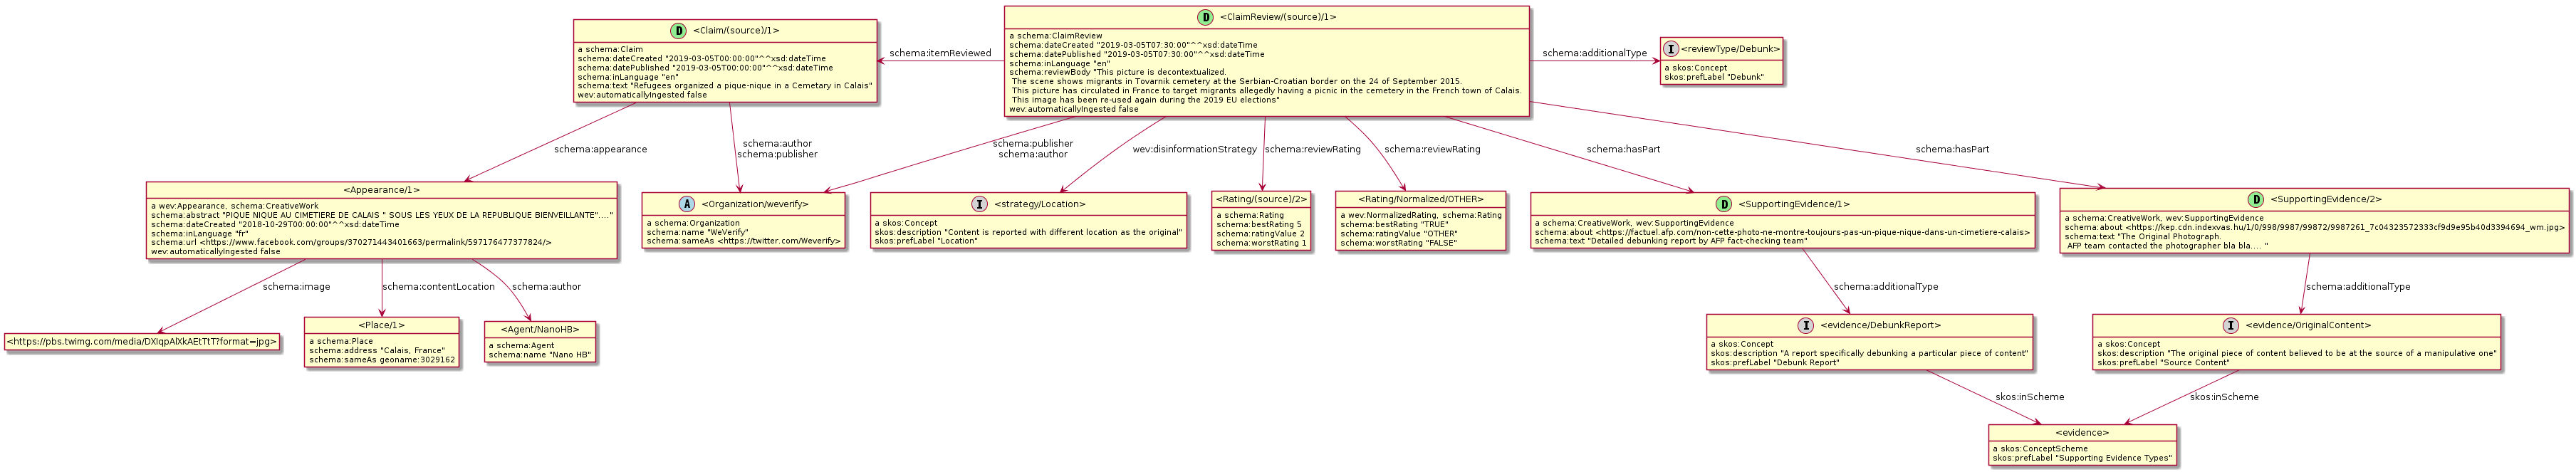 D <Claim/(source)/1>
a schema:Claim
schema:dateCreated "2019-03-05T00:00:00"^^xsd:dateTime
schema:datePublished "2019-03-05T00:00:00"^^xsd:dateTime
schema:inLanguage "en"
schema:text "Refugees organized a pique-nique in a Cemetary in Calais"
wev:automaticallyIngested false
schema:itemReviewed
D <ClaimReview/(source)/1>
a schema:ClaimReview
schema:dateCreated "2019-03-05T07:30:00"^^xsd:dateTime
schema:datePublished "2019-03-05T07:30:00"^^xsd:dateTime
schema:inLanguage "en"
schema:reviewBody "This picture is decontextualized.
The scene shows migrants in Tovarnik cemetery at the Serbian-Croatian border on the 24 of September 2015.
This picture has circulated in France to target migrants allegedly having a picnic in the cemetery in the French town of Calais.
This image has been re-used again during the 2019 EU elections"
wev:automaticallyIngested false
schema:additionalType
I <reviewType/Debunk>
a skos:Concept
skos:prefLabel "Debunk"
schema:appearance
schema:author
schema:publisher
schema:publisher
schema:author
wev:disinformationStrategy
schema:reviewRating
schema:reviewRating
schema:hasPart
schema:hasPart
<Appearance/1>
a wev:Appearance, schema:CreativeWork
schema:abstract "PIQUE NIQUE AU CIMETIERE DE CALAIS " SOUS LES YEUX DE LA REPUBLIQUE BIENVEILLANTE"...."
schema:dateCreated "2018-10-29T00:00:00"^^xsd:dateTime
schema:inLanguage "fr"
schema:url <https://www.facebook.com/groups/370271443401663/permalink/597176477377824/>
wev:automaticallyIngested false
A <Organization/weverify>
a schema:Organization
schema:name "WeVerify"
schema:sameAs <https://twitter.com/Weverify>
I <strategy/Location>
a skos:Concept
skos:description "Content is reported with different location as the original"
skos:prefLabel "Location"
<Rating/(source)/2>
a schema:Rating
schema:bestRating 5
schema:ratingValue 2
schema:worstRating 1
<Rating/Normalized/OTHER>
a wev:NormalizedRating, schema:Rating
schema:bestRating "TRUE"
schema:ratingValue "OTHER"
schema:worstRating "FALSE"
D <SupportingEvidence/1>
a schema:CreativeWork, wev:SupportingEvidence
schema:about <https://factuel.afp.com/non-cette-photo-ne-montre-toujours-pas-un-pique-nique-dans-un-cimetiere-calais>
schema:text "Detailed debunking report by AFP fact-checking team"
D <SupportingEvidence/2>
a schema:CreativeWork, wev:SupportingEvidence
schema:about <https://kep.cdn.indexvas.hu/1/0/998/9987/99872/9987261_7c04323572333cf9d9e95b40d3394694_wm.jpg>
schema:text "The Original Photograph.
AFP team contacted the photographer bla bla.... "
schema:image
schema:contentLocation
schema:author
schema:additionalType
schema:additionalType
<https://pbs.twimg.com/media/DXlqpAlXkAEtTtT?format=jpg>
<Place/1>
a schema:Place
schema:address "Calais, France"
schema:sameAs geoname:3029162
<Agent/NanoHB>
a schema:Agent
schema:name "Nano HB"
I <evidence/DebunkReport>
a skos:Concept
skos:description "A report specifically debunking a particular piece of content"
skos:prefLabel "Debunk Report"
I <evidence/OriginalContent>
a skos:Concept
skos:description "The original piece of content believed to be at the source of a manipulative one"
skos:prefLabel "Source Content"
skos:inScheme
skos:inScheme
<evidence>
a skos:ConceptScheme
skos:prefLabel "Supporting Evidence Types"